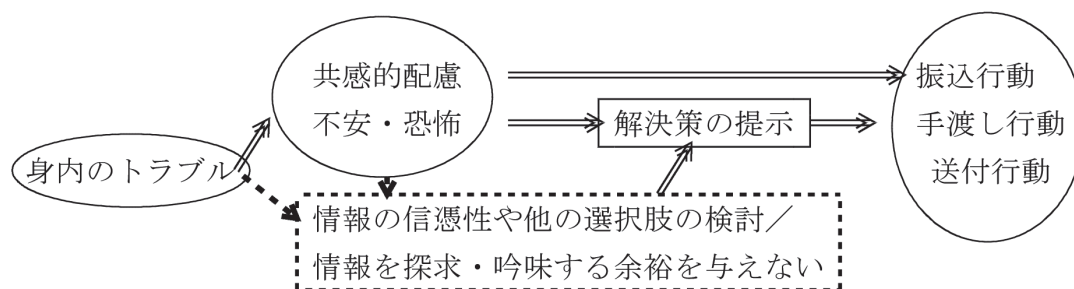 共感的配慮
不安・恐怖
身内のトラブル
解決策の提示
振込行動
手渡し行動
送付行動
情報の信憑性や他の選択肢の検討／
情報を探求・吟味する余裕を与えない